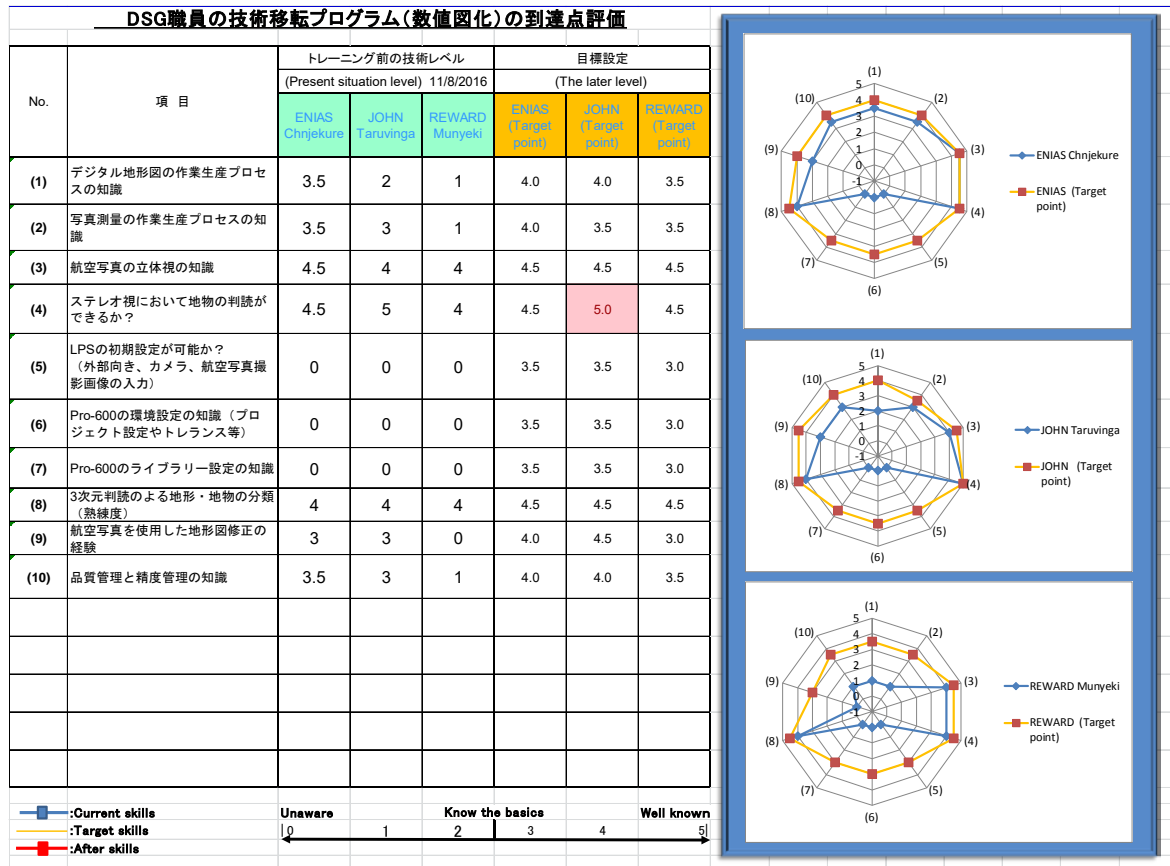 DSG職員の技術移転プログラム(数値図化)の到達点評価
No.
項 目
トレーニング前の技術レベル
目標設定
(Present situation level) 11/8/2016
(The later level)
ENIAS
Chnjekure
JOHN
Taruvinga
REWARD
Munyeki
ENIAS
(Target
point)
JOHN
(Target
point)
REWARD
(Target
point)
(1) デジタル地形図の作業生産プロセ
スの知識
3.5 2 1 4.0 4.0 3.5
(2) 写真測量の作業生産プロセスの知
識
3.5 3 1 4.0 3.5 3.5
(3) 航空写真の立体視の知識 4.5 4 4 4.5 4.5 4.5
(4) ステレオ視において地物の判読が
できるか?
4.5 5 4 4.5 5.0 4.5
(5) LPSの初期設定が可能か?
(外部向き、カメラ、航空写真撮
影画像の入力)
0 0 0 3.5 3.5 3.0
(6) Pro-600の環境設定の知識(プロ
ジェクト設定やトレランス等)
0 0 0 3.5 3.5 3.0
(7) Pro-600のライブラリー設定の知識 0 0 0 3.5 3.5 3.0
(8) 3次元判読のよる地形・地物の分類
(熟練度)
4 4 4 4.5 4.5 4.5
(9) 航空写真を使用した地形図修正の
経験
3 3 0 4.0 4.5 3.0
(10) 品質管理と精度管理の知識 3.5 3 1 4.0 4.0 3.5
:Current skills
:Target skills
:After skills
Unaware Know the basics Well known
0 1 2 3 4 5
(1)
(2)
(3)
(4)
(5)
(6)
(7)
(8)
(9)
(10)
5
4
3
2
1
0
-1
ENIAS Chnjekure
ENIAS (Target
point)
(1)
(2)
(3)
(4)
(5)
(6)
(7)
(8)
(9)
(10)
5
4
3
2
1
0
-1
JOHN Taruvinga
JOHN (Target
point)
(1)
(2)
(3)
(4)
(5)
(6)
(7)
(8)
(9)
(10)
5
4
3
2
1
0
-1
REWARD Munyeki
REWARD (Target
point)